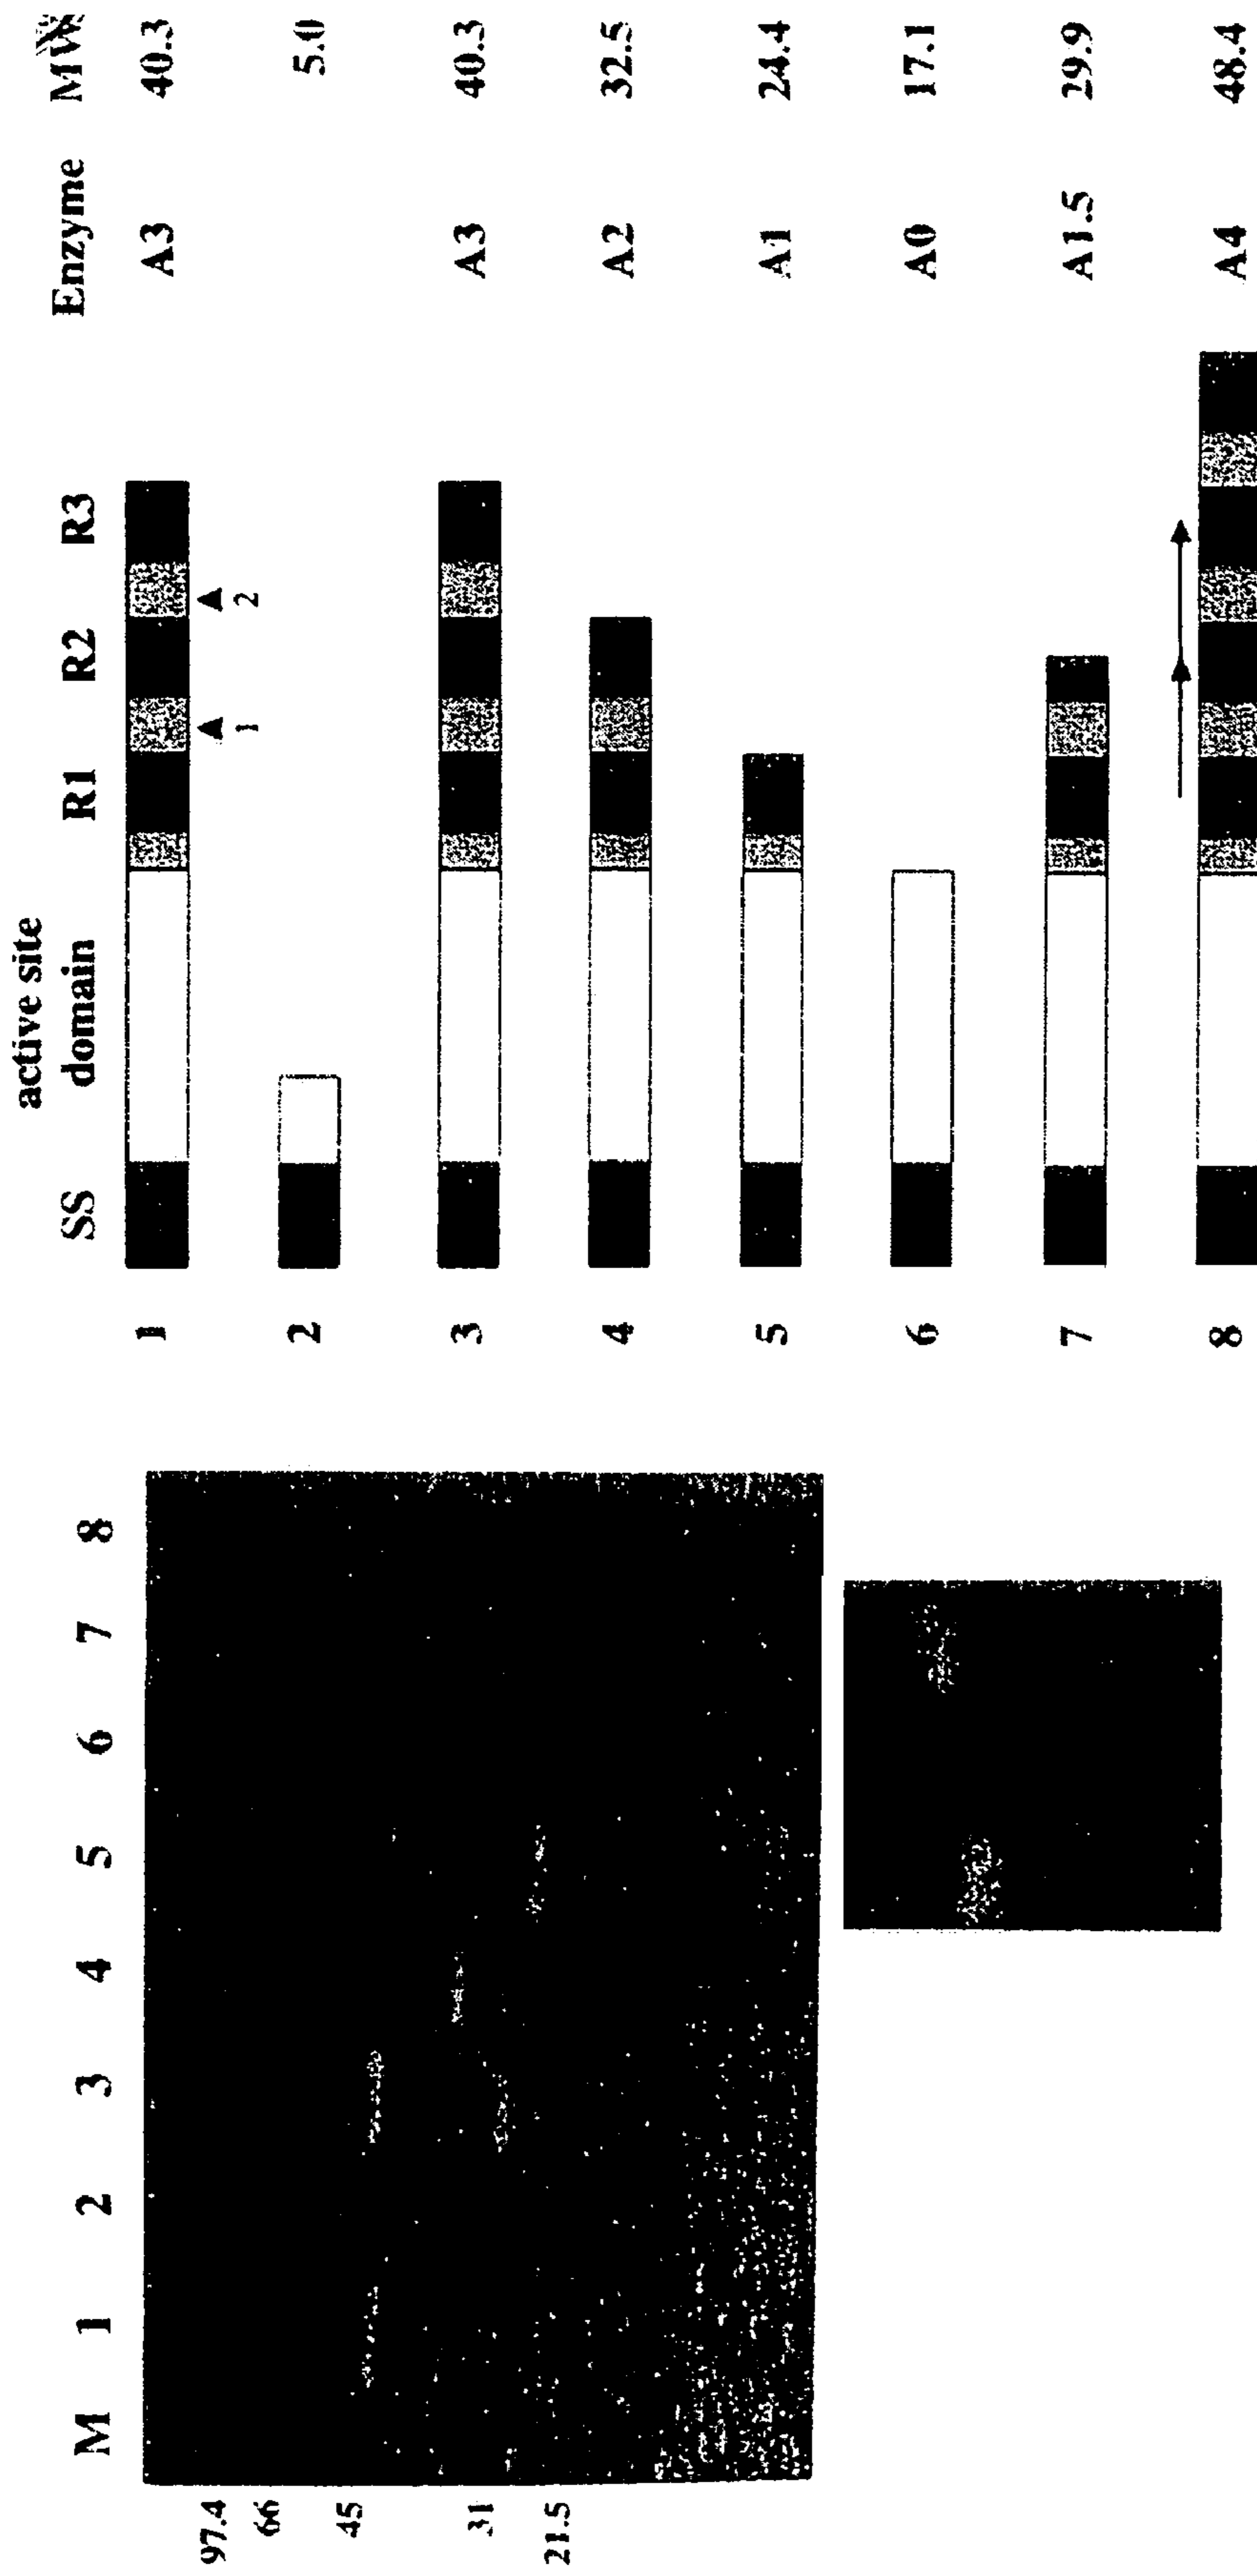 M 1 2 3 4 5 6 7 8
97.4
66
45
31
21.5
active site
SS domain R1 R2 R3 Enzyme MW
1 A3 40.3
1 2
2 5.0
3 A3 40.3
4 A2 32.5
5 A1 24.4
6 A0 17.1
7 A1.5 29.9
8 A4 48.4